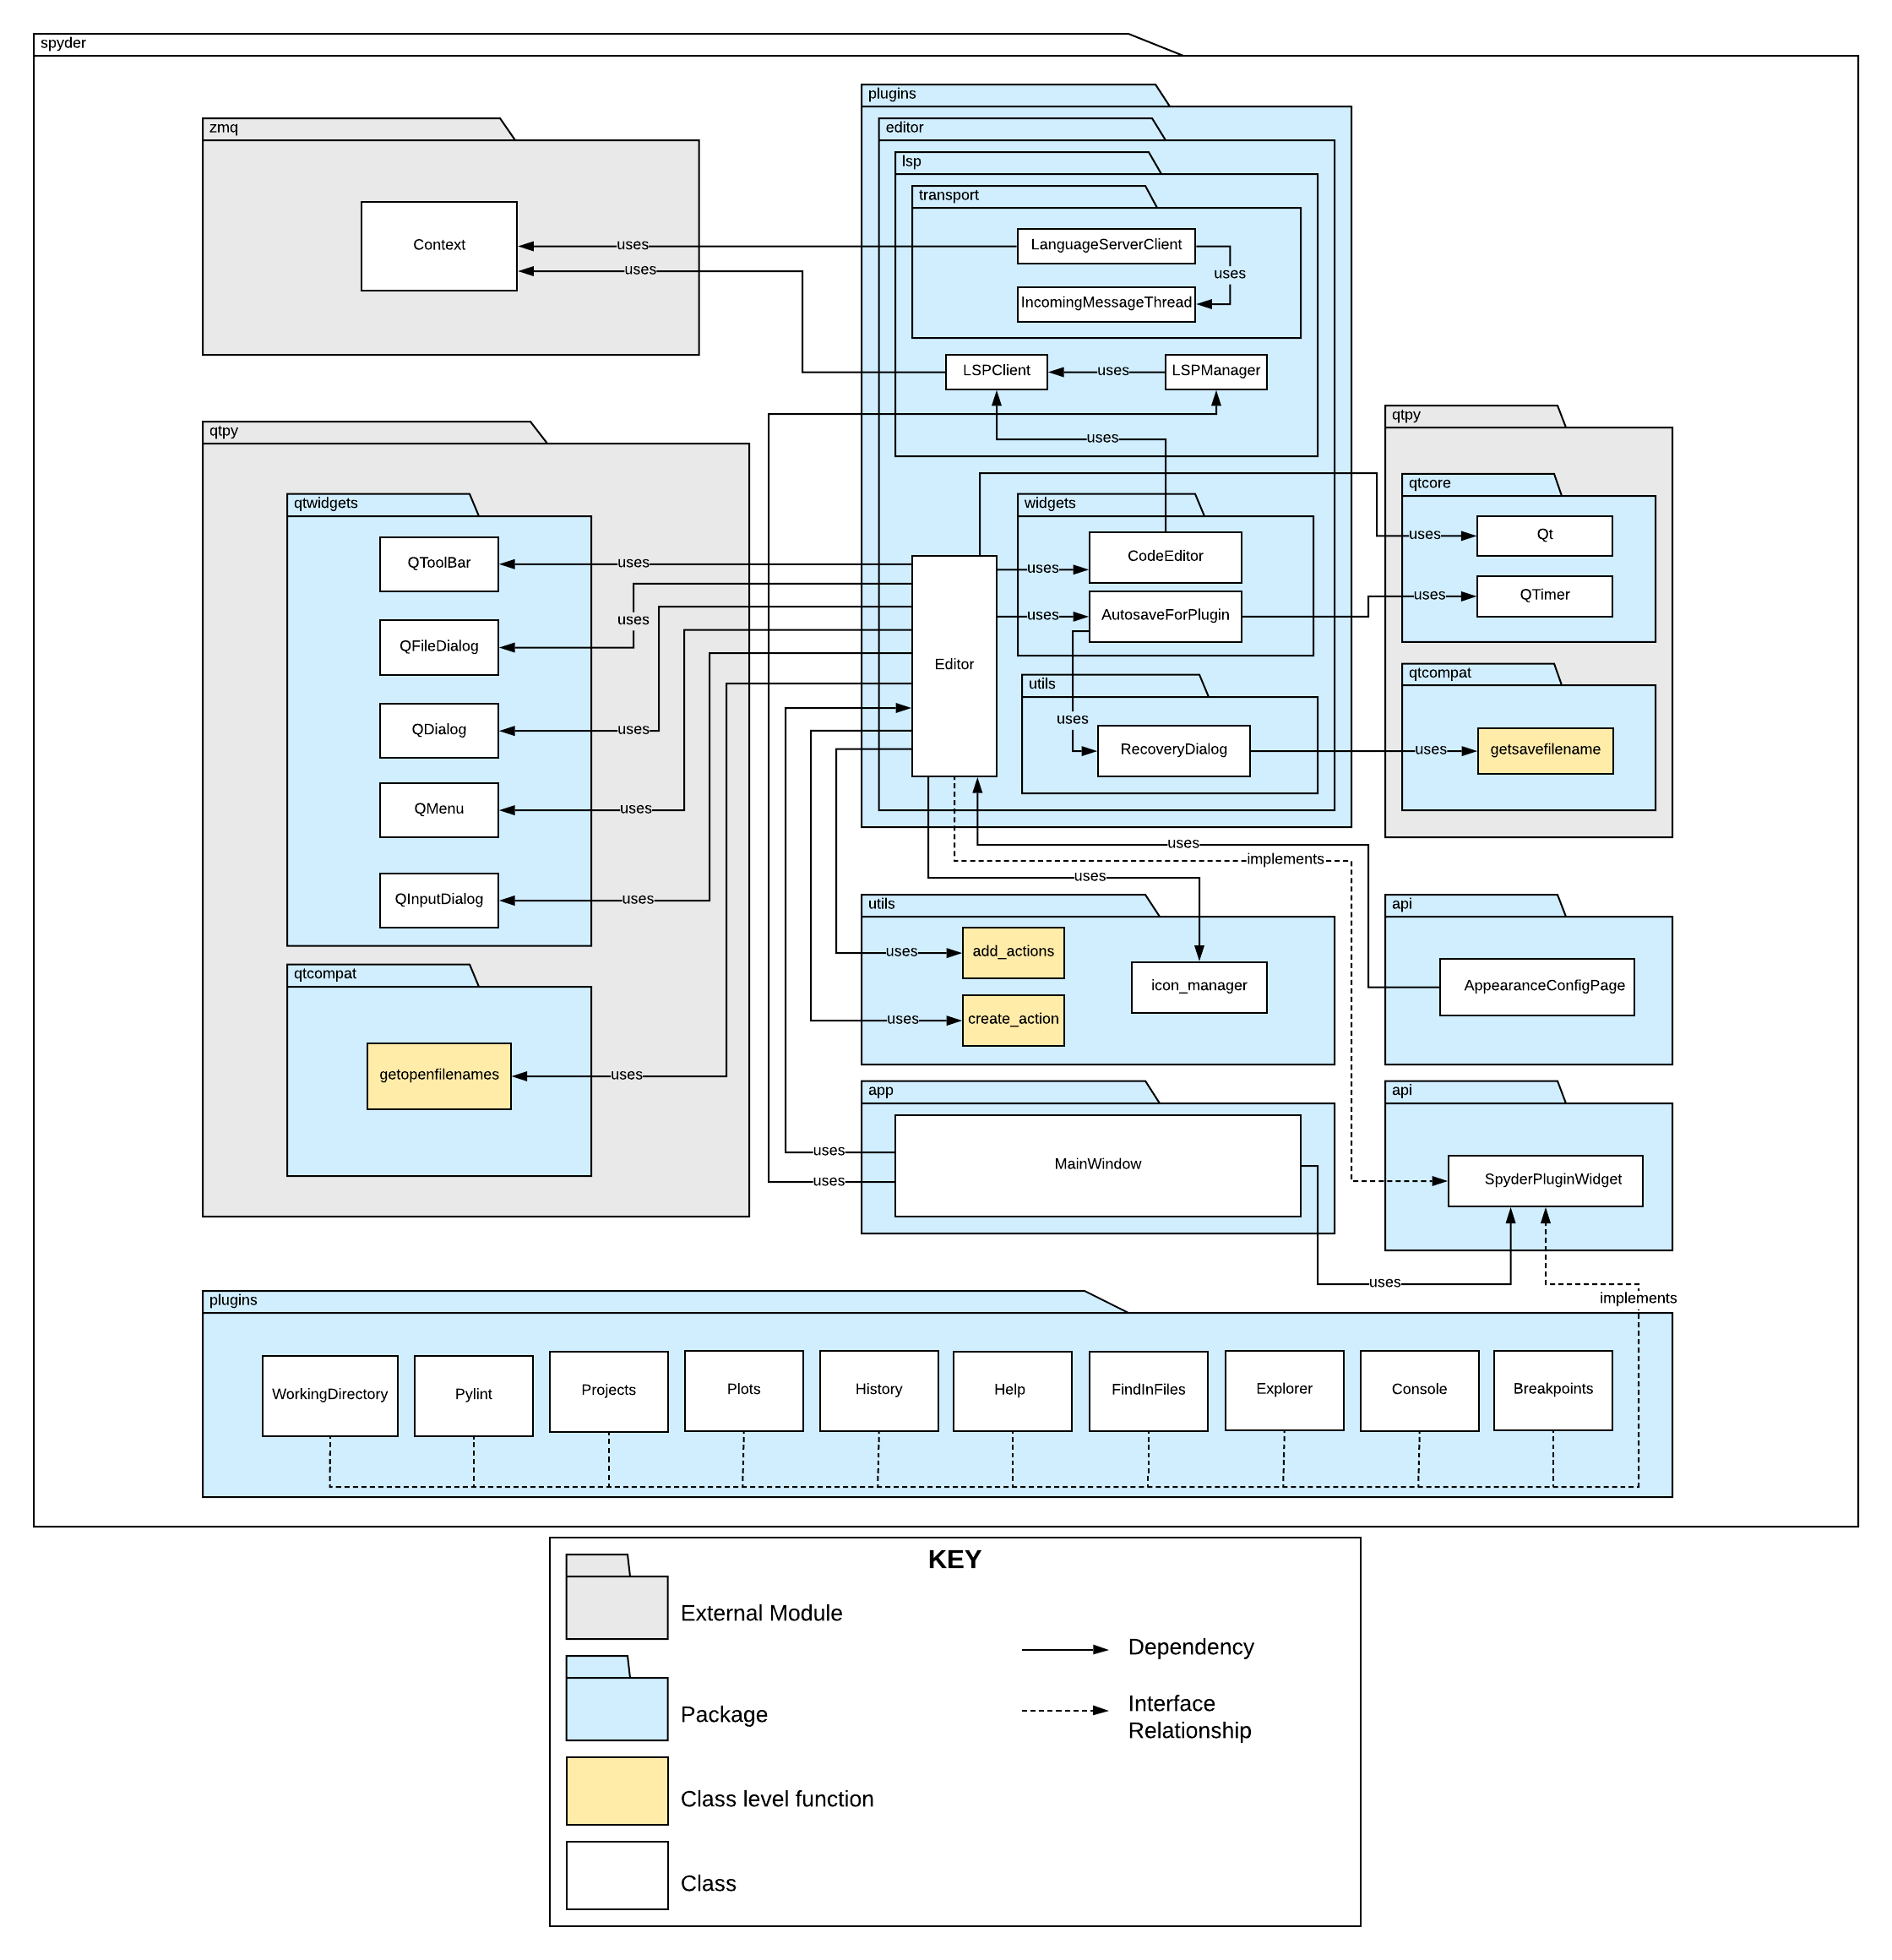 spyder
plugins
zmq
editor
lsp
transport
Context
uses
LanguageServerClient
uses
uses
IncomingMessageThread
LSPClient
uses
LSPManager
qtpy
qtpy
uses
qtcore
qtwidgets
widgets
uses
Qt
QToolBar
uses
CodeEditor
uses
uses
QTimer
QFileDialog
uses
uses
AutosaveForPlugin
Editor
qtcompat
utils
QDialog
uses
uses
RecoveryDialog
uses
getsavefilename
QMenu
uses
uses
implements
uses
QInputDialog
uses
utils
api
uses
add_actions
qtcompat
icon_manager
AppearanceConfigPage
uses
create_action
getopenfilenames
uses
app
api
uses
MainWindow
uses
SpyderPluginWidget
uses
implements
plugins
WorkingDirectory
Pylint
Projects
Plots
History
Help
FindInFiles
Explorer
Console
Breakpoints
KEY
External Module
Dependency
Package
Interface
Relationship
Class level function
Class